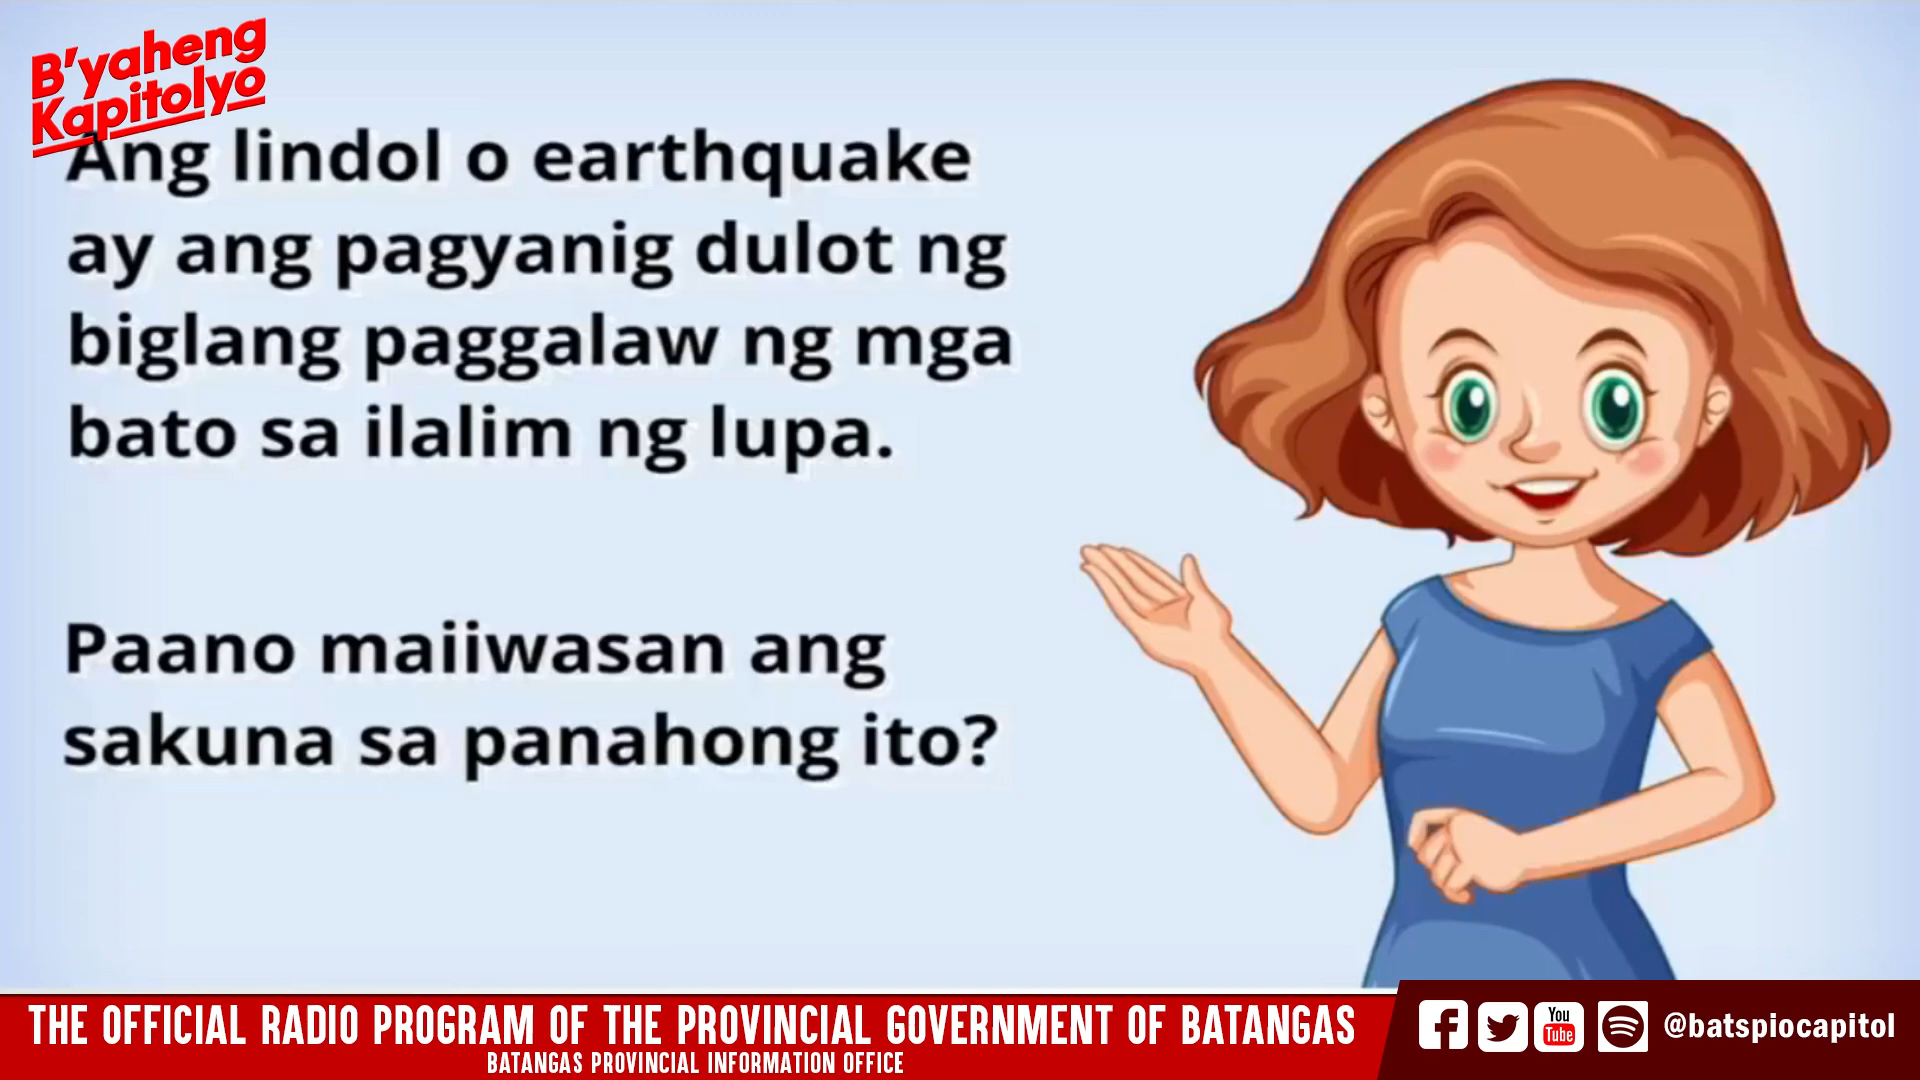 B'yaheng
Kapitolyo
Ang lindol o earthquake
ay ang pagyanig dulot ng
biglang paggalaw ng mga
bato sa ilalim ng lupa.
Paano maiiwasan ang
sakuna sa panahong ito?
THE OFFICIAL RADIO PROGRAM OF THE PROVINCIAL GOVERNMENT OF BATANGAS
BATANGAS PROVINCIAL INFORMATION OFFICE
You
Tube
@batspiocapitol